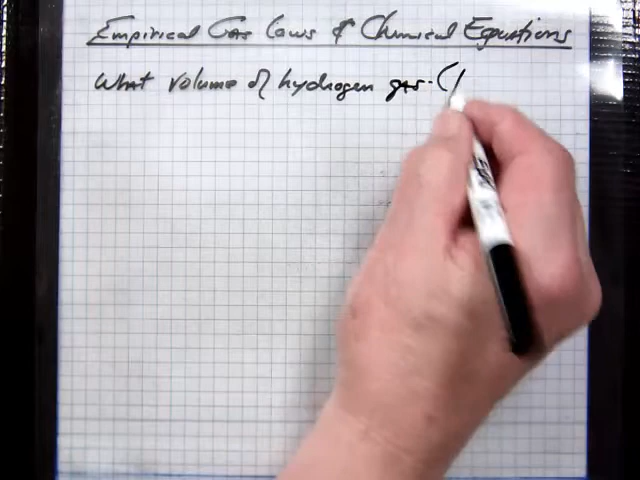 Empirical Gas Laws & Chemical Equations
What volume of hydrogen gas (